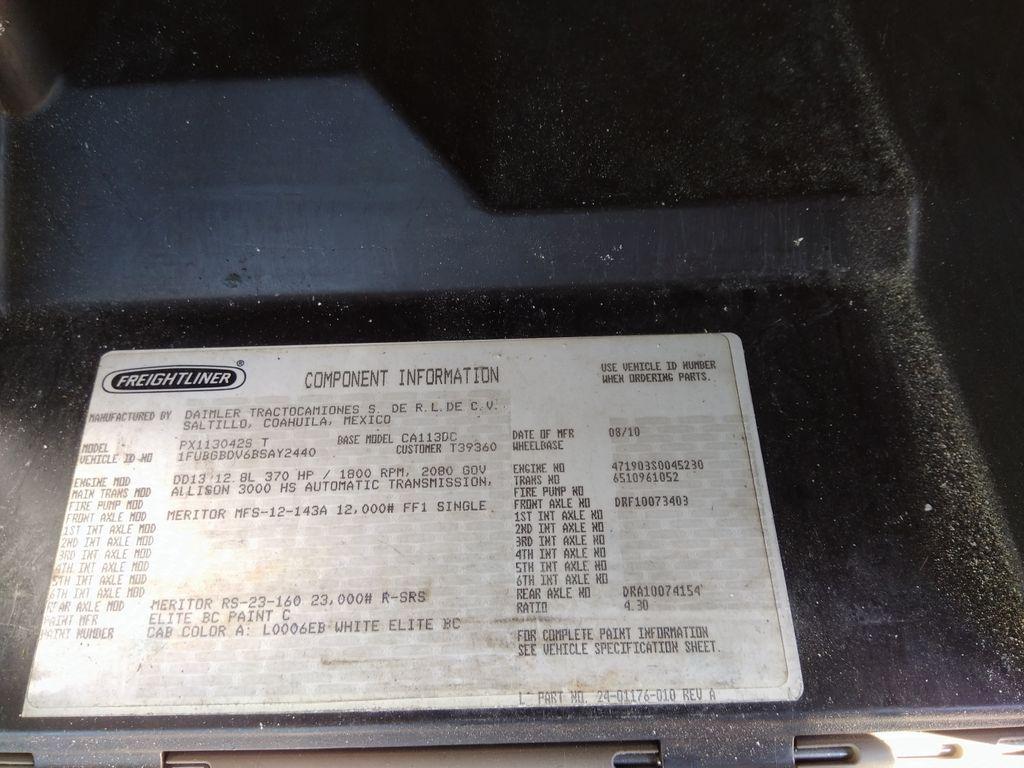 FREIGHTLINER®
COMPONENT INFORMATION
USE VEHICLE ID NUMBER
WHEN ORDERING PARTS.
MANUFACTURED BY DAIMLER TRACTOCAMIONES S. DE R.L.DE C.V.
SALTILLO, COAHUILA, MEXICO
MODEL PX113042S T BASE MODEL CA113DC DATE OF MFR 08/10
VEHICLE ID NO 1FUBGBDV6BSAY2440 CUSTOMER T39360 WHEELBASE
ENGINE MOD DD13 12.8L 370 HP / 1800 RPM, 2080 GOV ENGINE NO 471903S0045230
MAIN TRANS MOD ALLISON 3000 HS AUTOMATIC TRANSMISSION, TRANS NO 6510961052
FIRE PUMP MOD FIRE PUMP NO
FRONT AXLE MOD MERITOR MFS-12-143A 12,000# FF1 SINGLE FRONT AXLE NO DRF10073403
1ST INT AXLE MOD 1ST INT AXLE NO
2ND INT AXLE MOD 2ND INT AXLE NO
3RD INT AXLE MOD 3RD INT AXLE NO
4TH INT AXLE MOD 4TH INT AXLE NO
5TH INT AXLE MOD 5TH INT AXLE NO
6TH INT AXLE MOD 6TH INT AXLE NO
REAR AXLE MOD MERITOR RS-23-160 23,000# R-SRS REAR AXLE NO DRA10074154
PAINT MFR ELITE BC PAINT C RATIO 4.30
PAINT NUMBER CAB COLOR A: L0006EB WHITE ELITE BC
FOR COMPLETE PAINT INFORMATION
SEE VEHICLE SPECIFICATION SHEET.
L PART NO. 24-01176-010 REV A